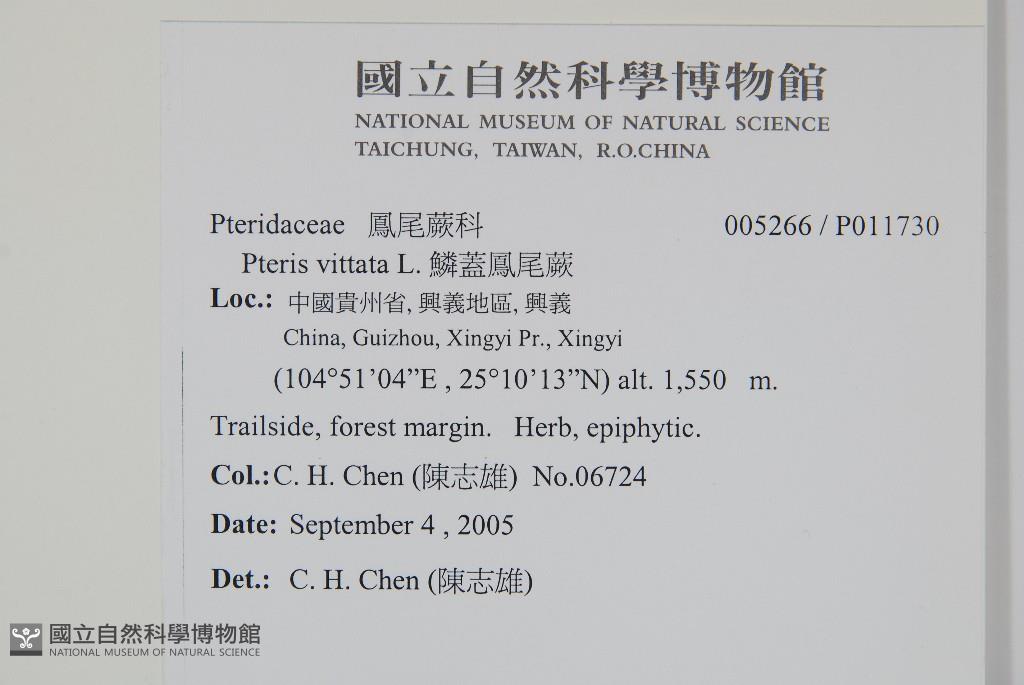 國立自然科學博物館
NATIONAL MUSEUM OF NATURAL SCIENCE
TAICHUNG, TAIWAN, R.O.CHINA
Pteridaceae 鳳尾蕨科 005266 / P011730
Pteris vittata L. 鱗蓋鳳尾蕨
Loc.: 中國貴州省, 興義地區, 興義
China, Guizhou, Xingyi Pr., Xingyi
(104°51’04”E , 25°10’13”N) alt. 1,550 m.
Trailside, forest margin. Herb, epiphytic.
Col.: C. H. Chen (陳志雄) No.06724
Date: September 4 , 2005
Det.: C. H. Chen (陳志雄)
國立自然科學博物館
NATIONAL MUSEUM OF NATURAL SCIENCE